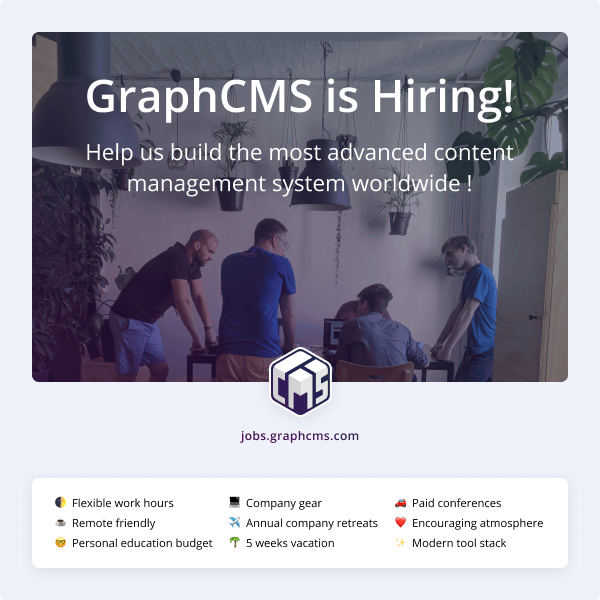 GraphCMS is Hiring!
Help us build the most advanced content
management system worldwide !
CMS
jobs.graphcms.com
Flexible work hours
Company gear
Paid conferences
Remote friendly
Annual company retreats
Encouraging atmosphere
Personal education budget
5 weeks vacation
Modern tool stack